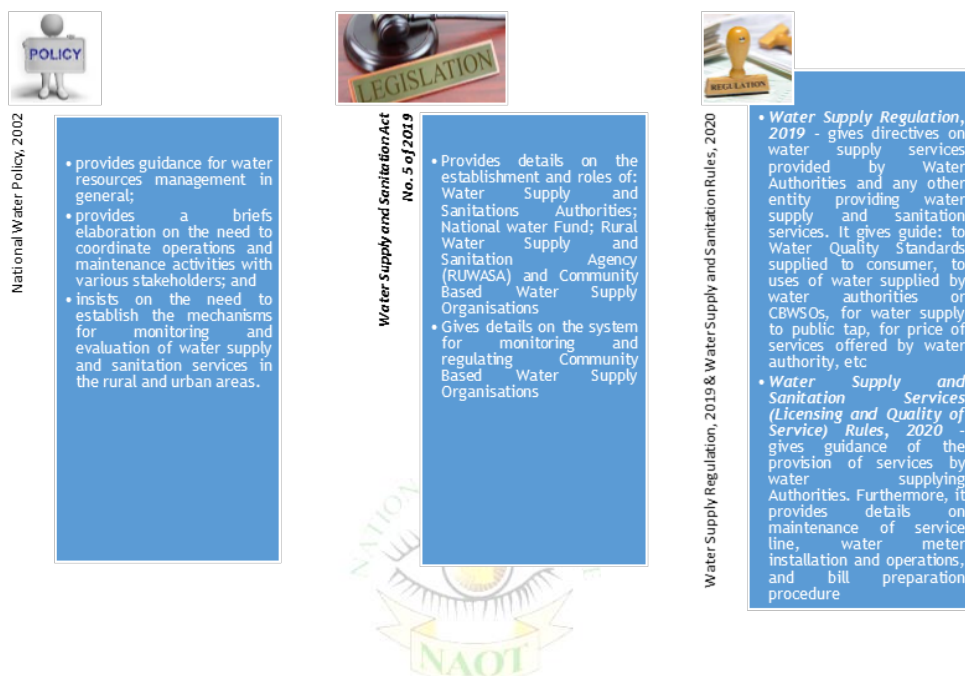 POLICY
National Water Policy, 2002
• provides guidance for water
resources management in
general;
• provides a briefs
elaboration on the need to
coordinate operations and
maintenance activities with
various stakeholders; and
• insists on the need to
establish the mechanisms
for monitoring and
evaluation of water supply
and sanitation services in
the rural and urban areas.
LEGISLATION
Water Supply and Sanitation Act
No. 5 of 2019
• Provides details on the
establishment and roles of:
Water Supply and
Sanitations Authorities;
National water Fund; Rural
Water Supply and
Sanitation Agency
(RUWASA) and Community
Based Water Supply
Organisations
• Gives details on the system
for monitoring and
regulating Community
Based Water Supply
Organisations
REGULATION
Water Supply Regulation, 2019 & Water Supply and Sanitation Rules, 2020
• Water Supply Regulation,
2019 - gives directives on
water supply services
provided by Water
Authorities and any other
entity providing water
supply and sanitation
services. It gives guide: to
Water Quality Standards
supplied to consumer, to
uses of water supplied by
water authorities or
CBWSOs, for water supply
to public tap, for price of
services offered by water
authority, etc
• Water Supply and
Sanitation Services
(Licensing and Quality of
Service) Rules, 2020 -
gives guidance of the
provision of services by
water supplying
Authorities. Furthermore, it
provides details on
maintenance of service
line, water meter
installation and operations,
and bill preparation
procedure
NAOT